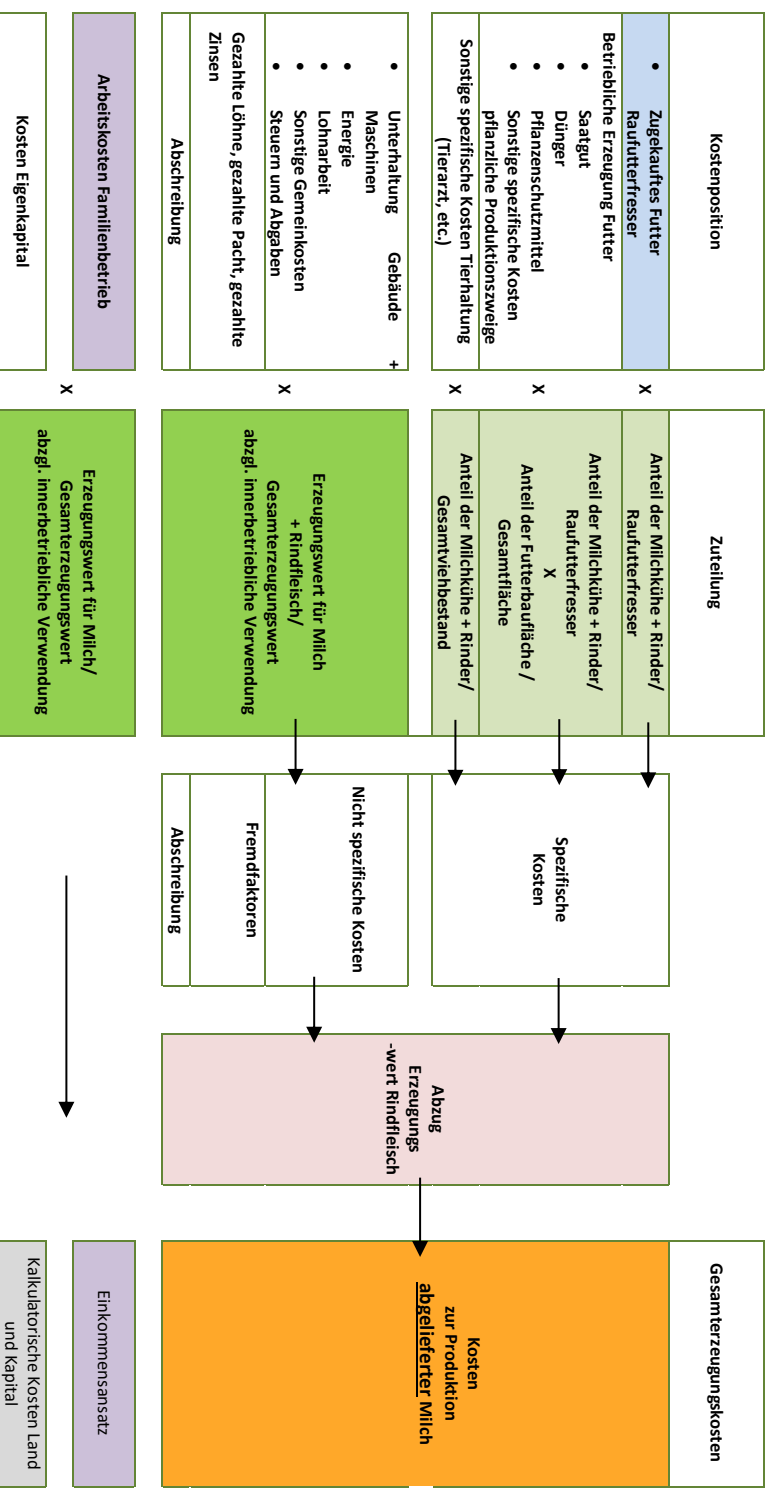 Kostenposition
Zuteilung
Gesamterzeugungskosten
• Zugekauftes Futter
Raufutterfresser
X
Anteil der Milchkühe + Rinder/
Raufutterfresser
Betriebliche Erzeugung Futter
• Saatgut
• Dünger
• Pflanzenschutzmittel
• Sonstige spezifische Kosten
pflanzliche Produktionszweige
X
Anteil der Milchkühe + Rinder/
Raufutterfresser
X
Anteil der Futterbaufläche /
Gesamtfläche
Sonstige spezifische Kosten Tierhaltung
(Tierarzt, etc.)
X
Anteil der Milchkühe + Rinder/
Gesamtviehbestand
Spezifische
Kosten
• Unterhaltung Gebäude +
Maschinen
• Energie
• Lohnarbeit
• Sonstige Gemeinkosten
• Steuern und Abgaben
Gezahlte Löhne, gezahlte Pacht, gezahlte
Zinsen
Abschreibung
X
Erzeugungswert für Milch
+ Rindfleisch/
Gesamterzeugungswert
abzgl. innerbetriebliche Verwendung
Nicht spezifische Kosten
Fremdfaktoren
Abschreibung
Abzug
Erzeugungs
-wert Rindfleisch
Kosten
zur Produktion
abgelieferter Milch
Arbeitskosten Familienbetrieb
Kosten Eigenkapital
X
Erzeugungswert für Milch/
Gesamterzeugungswert
abzgl. innerbetriebliche Verwendung
Einkommensansatz
Kalkulatorische Kosten Land
und Kapital